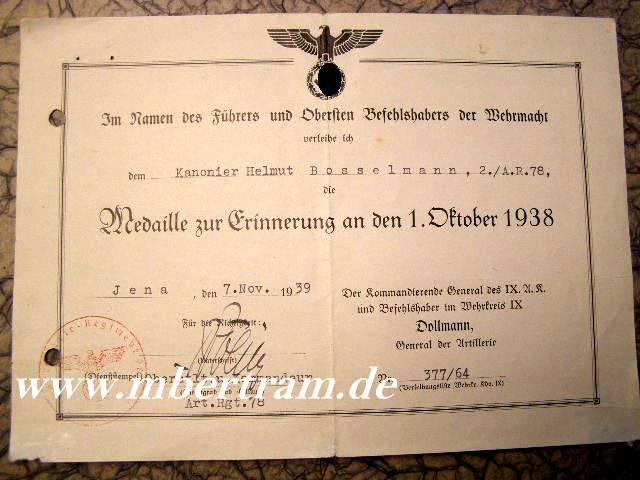 Im Namen des Führers und Obersten Befehlshabers der Wehrmacht
verleihe ich
dem Kanonier Helmut Bosselmann, 2./A.R.78,
die
Medaille zur Erinnerung an den 1. Oktober 1938
Jena, den 7. Nov. 1939
Für die Richtigkeit:
(Unterschrift)
(Dienststempel)
Art.Rgt.78
Der Kommandierende General des IX. A. K.
und Befehlshaber im Wehrkreis IX
Dollmann,
General der Artillerie
Nr. 377/64
(Verleihungsliste Wehrkr. Kdo. IX)
www.mbertram.de